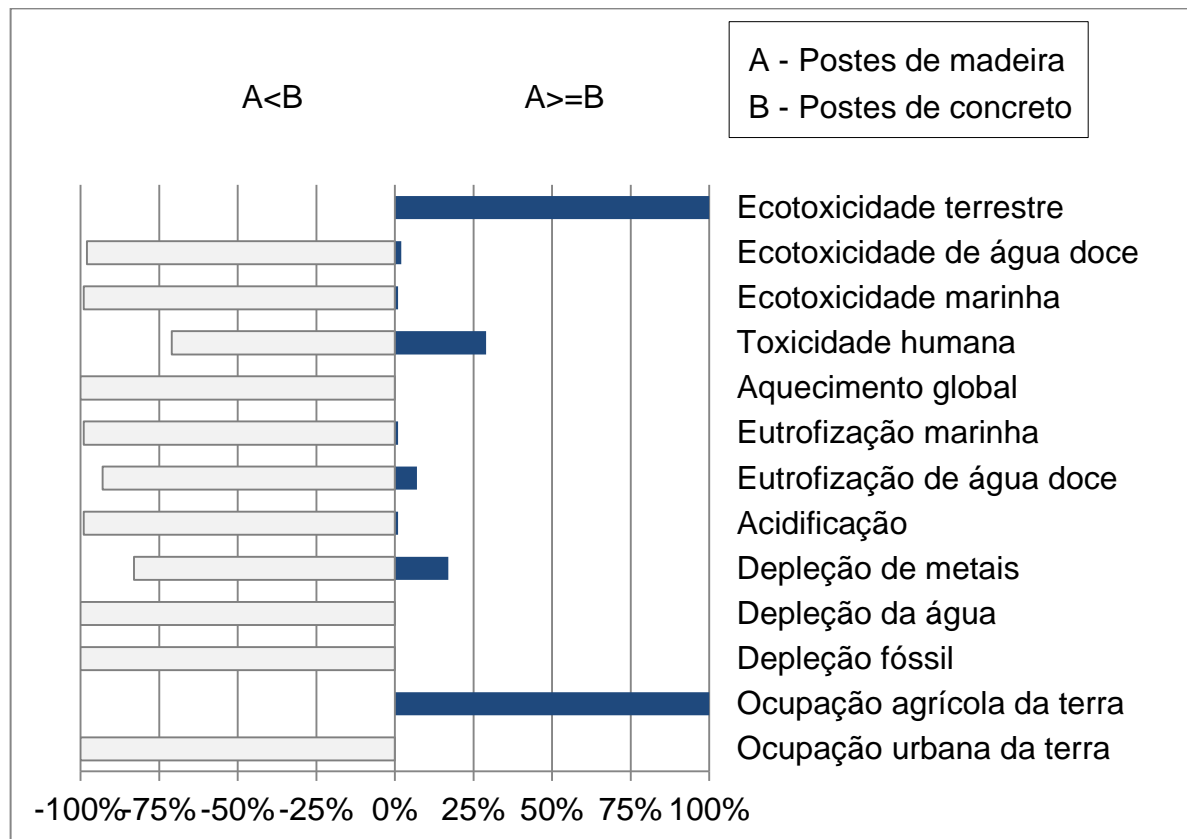 A - Postes de madeira
B - Postes de concreto
A<B A>=B
Ecotoxicidade terrestre
Ecotoxicidade de água doce
Ecotoxicidade marinha
Toxicidade humana
Aquecimento global
Eutrofização marinha
Eutrofização de água doce
Acidificação
Depleção de metais
Depleção da água
Depleção fóssil
Ocupação agrícola da terra
Ocupação urbana da terra
-100% -75% -50% -25% 0% 25% 50% 75% 100%